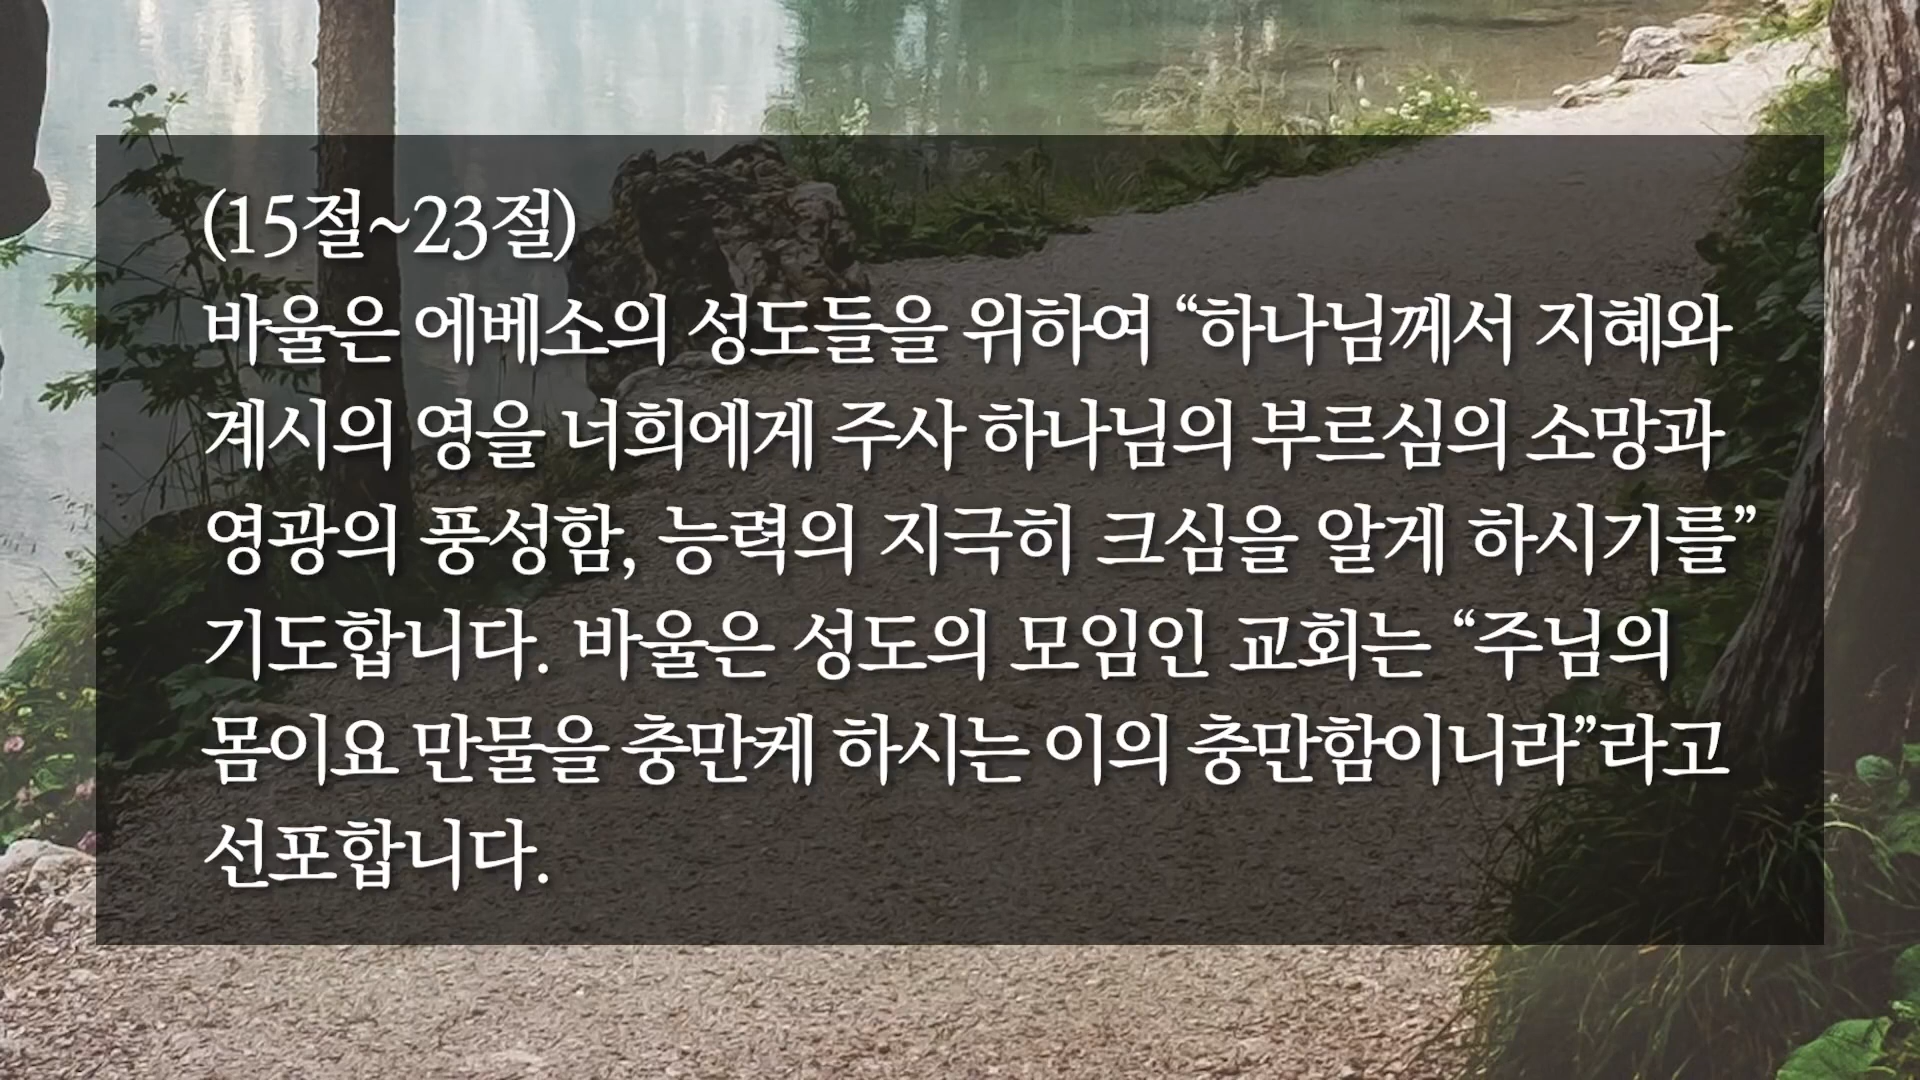 (15절~23절)
바울은 에베소의 성도들을 위하여 “하나님께서 지혜와
계시의 영을 너희에게 주사 하나님의 부르심의 소망과
영광의 풍성함, 능력의 지극히 크심을 알게 하시기를”
기도합니다. 바울은 성도의 모임인 교회는 “주님의
몸이요 만물을 충만케 하시는 이의 충만함이니라”라고
선포합니다.